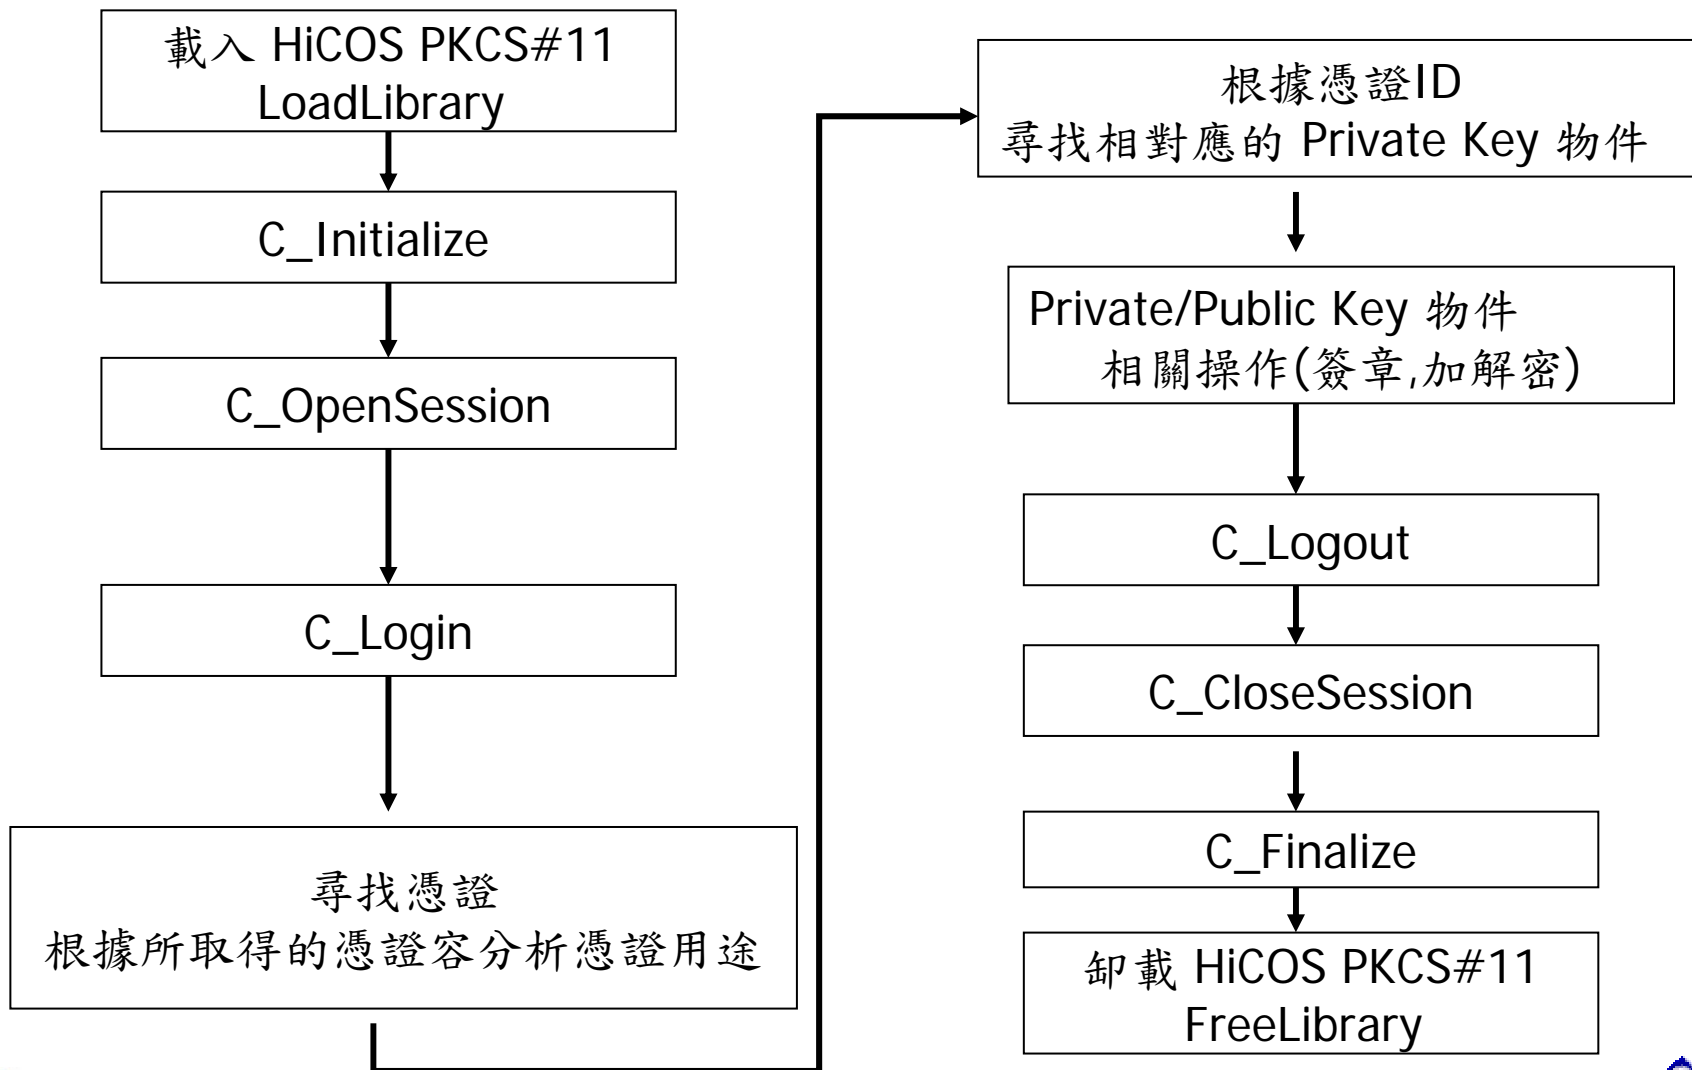 載入 HiCOS PKCS#11
LoadLibrary
C_Initialize
C_OpenSession
C_Login
尋找憑證
根據所取得的憑證容分析憑證用途
根據憑證ID
尋找相對應的 Private Key 物件
Private/Public Key 物件
相關操作(簽章,加解密)
C_Logout
C_CloseSession
C_Finalize
卸載 HiCOS PKCS#11
FreeLibrary